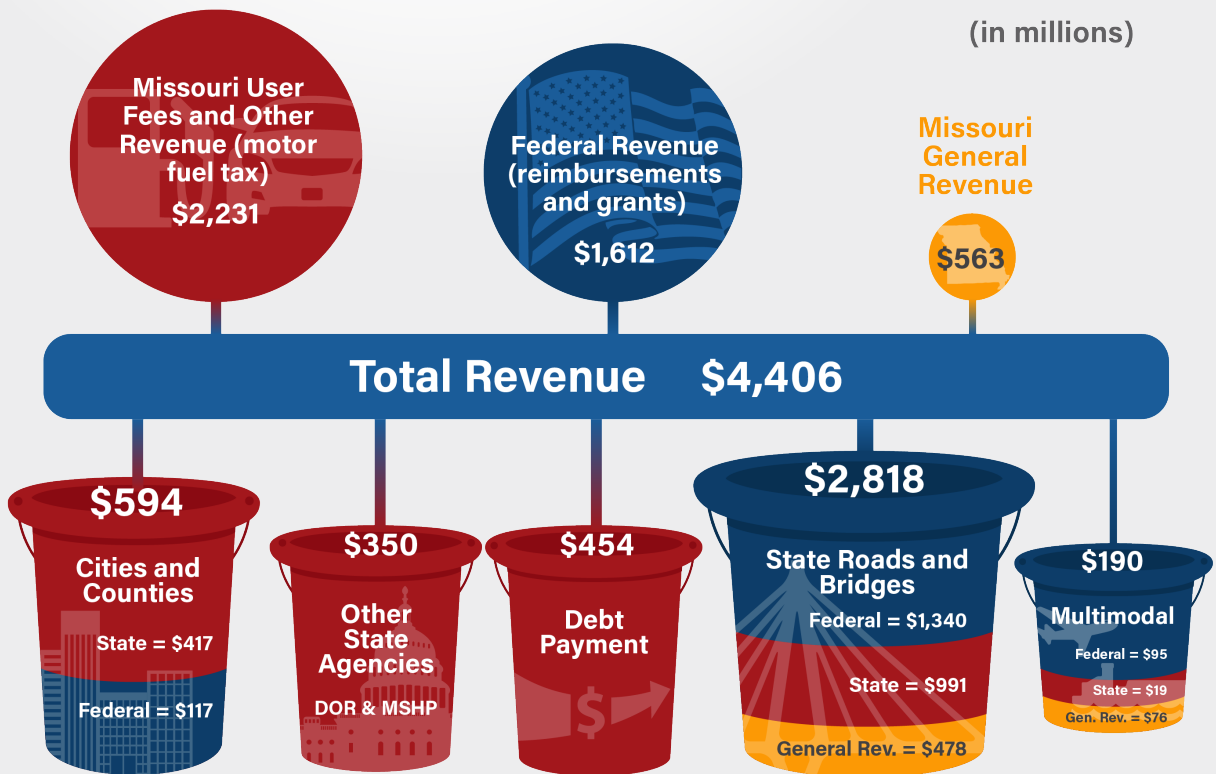 (in millions)
Missouri User
Fees and Other
Revenue (motor
fuel tax)
$2,231
Federal Revenue
(reimbursements
and grants)
$1,612
Missouri
General
Revenue
$563
Total Revenue $4,406
$594
Cities and
Counties
State = $417
Federal = $117
$350
Other
State
Agencies
DOR & MSHP
$454
Debt
Payment
$
$2,818
State Roads and
Bridges
Federal = $1,340
State = $991
General Rev. = $478
$190
Multimodal
Federal = $95
State = $19
Gen. Rev. = $76